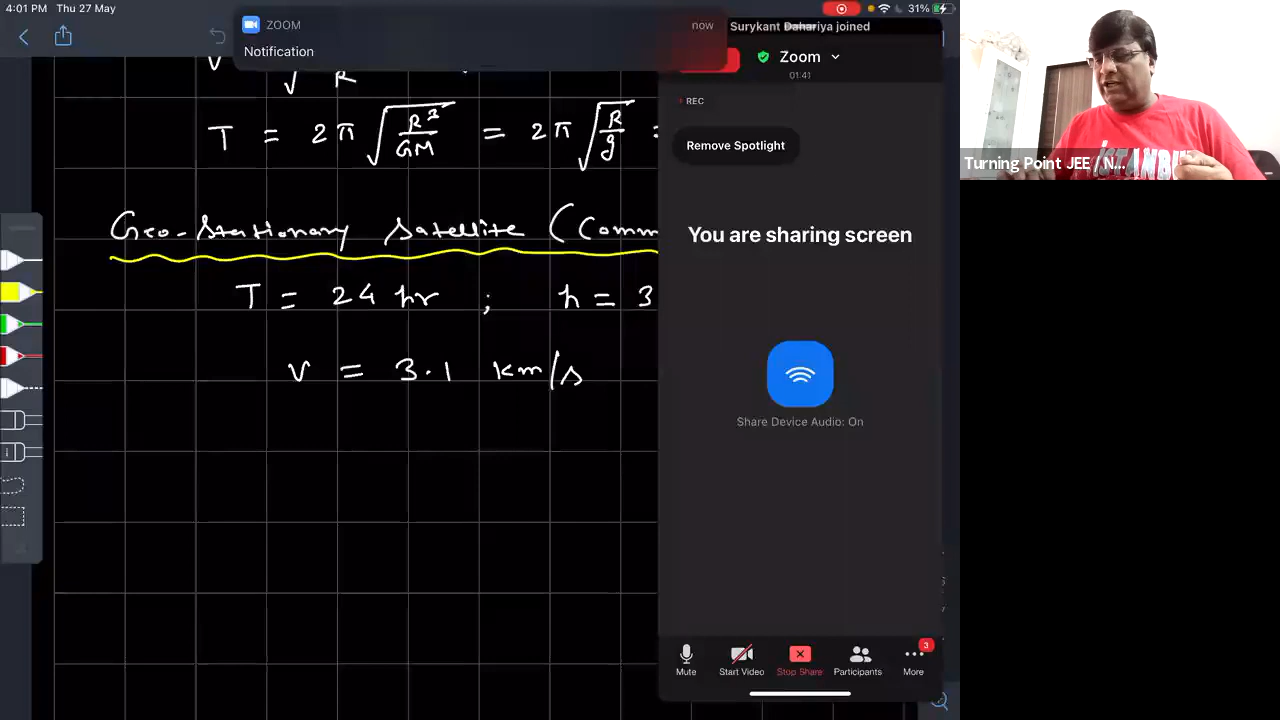 4:01 PM Thu 27 May
31%
ZOOM
now
Notification
Surykant Dahariya joined
Zoom
01:41
REC
Remove Spotlight
You are sharing screen
Share Device Audio: On
Mute
Start Video
Stop Share
Participants
3
More
R
T = 2π √(R³/GM) = 2π √(R/g) =
Geo-Stationary Satellite (Comm
T = 24 hr ; h = 3
v = 3.1 km/s
Turning Point JEE / N...
ISTANBUL